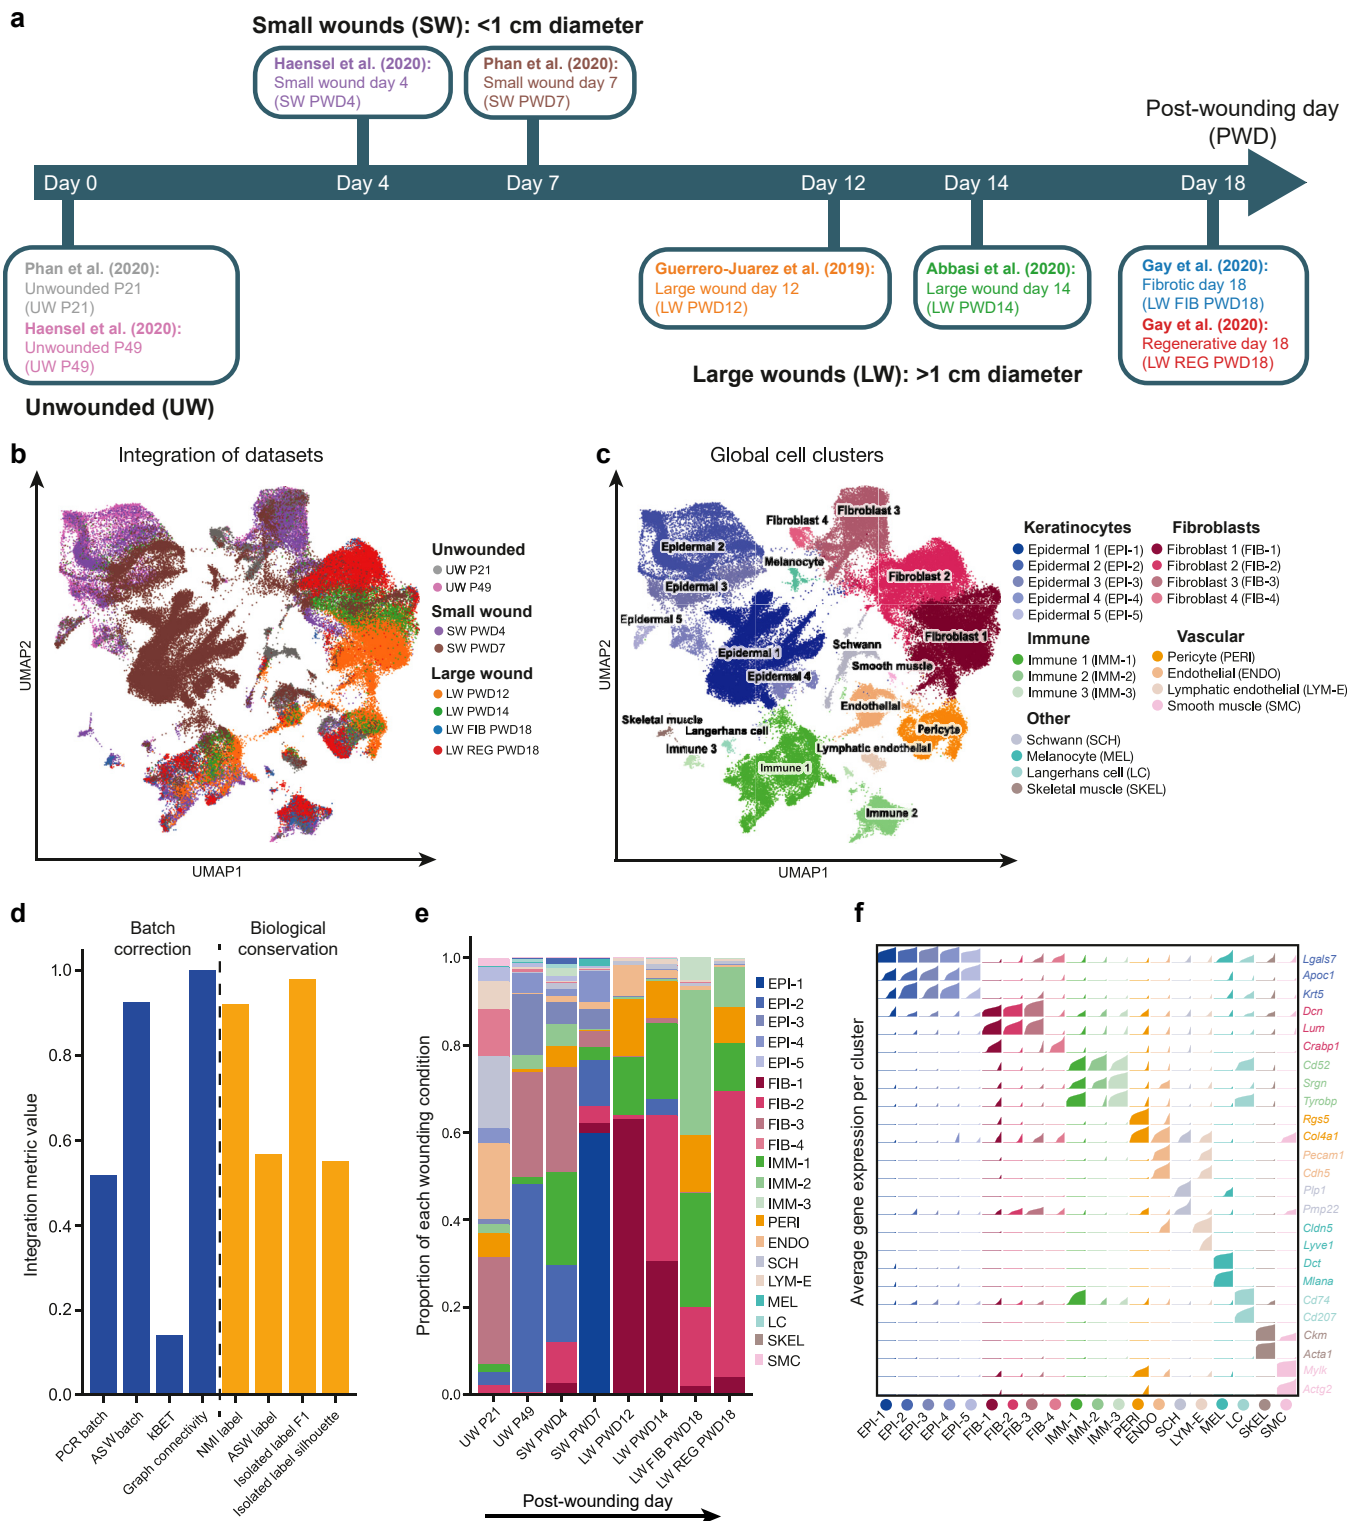 a
Small wounds (SW): <1 cm diameter
Haensel et al. (2020):
Small wound day 4
(SW PWD4)
Phan et al. (2020):
Small wound day 7
(SW PWD7)
Post-wounding day
(PWD)
Day 0
Day 4
Day 7
Day 12
Day 14
Day 18
Phan et al. (2020):
Unwounded P21
(UW P21)
Haensel et al. (2020):
Unwounded P49
(UW P49)
Unwounded (UW)
Guerrero-Juarez et al. (2019):
Large wound day 12
(LW PWD12)
Abbasi et al. (2020):
Large wound day 14
(LW PWD14)
Gay et al. (2020):
Fibrotic day 18
(LW FIB PWD18)
Gay et al. (2020):
Regenerative day 18
(LW REG PWD18)
Large wounds (LW): >1 cm diameter
b
Integration of datasets
UMAP2
UMAP1
Unwounded
UW P21
UW P49
Small wound
SW PWD4
SW PWD7
Large wound
LW PWD12
LW PWD14
LW FIB PWD18
LW REG PWD18
c
Global cell clusters
UMAP2
UMAP1
Epidermal 2
Epidermal 3
Epidermal 5
Epidermal 1
Epidermal 4
Fibroblast 4
Fibroblast 3
Melanocyte
Fibroblast 2
Fibroblast 1
Schwann
Smooth muscle
Endothelial
Pericyte
Skeletal muscle
Langerhans cell
Immune 3
Lymphatic endothelial
Immune 1
Immune 2
Keratinocytes
Epidermal 1 (EPI-1)
Epidermal 2 (EPI-2)
Epidermal 3 (EPI-3)
Epidermal 4 (EPI-4)
Epidermal 5 (EPI-5)
Fibroblasts
Fibroblast 1 (FIB-1)
Fibroblast 2 (FIB-2)
Fibroblast 3 (FIB-3)
Fibroblast 4 (FIB-4)
Immune
Immune 1 (IMM-1)
Immune 2 (IMM-2)
Immune 3 (IMM-3)
Vascular
Pericyte (PERI)
Endothelial (ENDO)
Lymphatic endothelial (LYM-E)
Smooth muscle (SMC)
Other
Schwann (SCH)
Melanocyte (MEL)
Langerhans cell (LC)
Skeletal muscle (SKEL)
d
Batch
correction
Biological
conservation
Integration metric value
1.0
0.8
0.6
0.4
0.2
0.0
PCR batch
ASW batch
kBET
Graph connectivity
NMI label
ASW label
Isolated label F1
Isolated label silhouette
e
Proportion of each wounding condition
1.0
0.8
0.6
0.4
0.2
0.0
UW P21
UW P49
SW PWD4
SW PWD7
LW PWD12
LW PWD14
LW FIB PWD18
LW REG PWD18
Post-wounding day
EPI-1
EPI-2
EPI-3
EPI-4
EPI-5
FIB-1
FIB-2
FIB-3
FIB-4
IMM-1
IMM-2
IMM-3
PERI
ENDO
SCH
LYM-E
MEL
LC
SKEL
SMC
f
Average gene expression per cluster
Lgals7
Apoc1
Krt5
Dcn
Lum
Crabp1
Cd52
Srgn
Tyrobp
Rgs5
Col4a1
Pecam1
Cdh5
Plp1
Pmp22
Cldn5
Lyve1
Dct
Mlana
Cd74
Cd207
Ckm
Acta1
Mylk
Actg2
EPI-1
EPI-2
EPI-3
EPI-4
EPI-5
FIB-1
FIB-2
FIB-3
FIB-4
IMM-1
IMM-2
IMM-3
PERI
ENDO
SCH
LYM-E
MEL
LC
SKEL
SMC